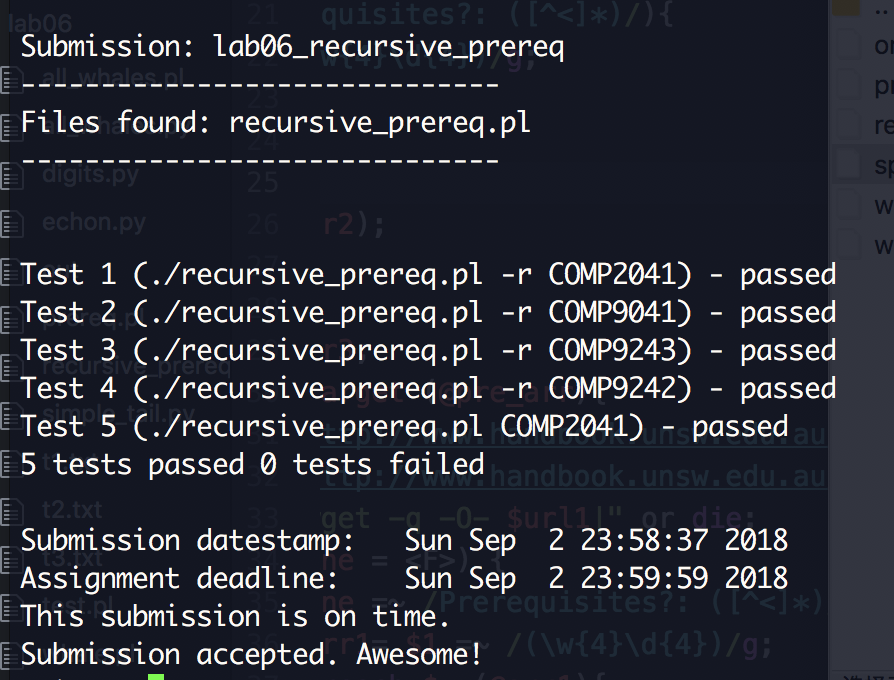 Submission: lab06_recursive_prereq
------------------------------
Files found: recursive_prereq.pl
------------------------------
Test 1 (./recursive_prereq.pl -r COMP2041) - passed
Test 2 (./recursive_prereq.pl -r COMP9041) - passed
Test 3 (./recursive_prereq.pl -r COMP9243) - passed
Test 4 (./recursive_prereq.pl -r COMP9242) - passed
Test 5 (./recursive_prereq.pl COMP2041) - passed
5 tests passed 0 tests failed
Submission datestamp:   Sun Sep  2 23:58:37 2018
Assignment deadline:    Sun Sep  2 23:59:59 2018
This submission is on time.
Submission accepted. Awesome!